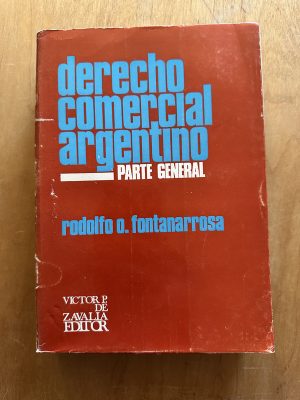 derecho
comercial
argentino
PARTE GENERAL
rodolfo o. fontanarrosa
VICTOR P.
DE
ZAVALIA
EDITOR